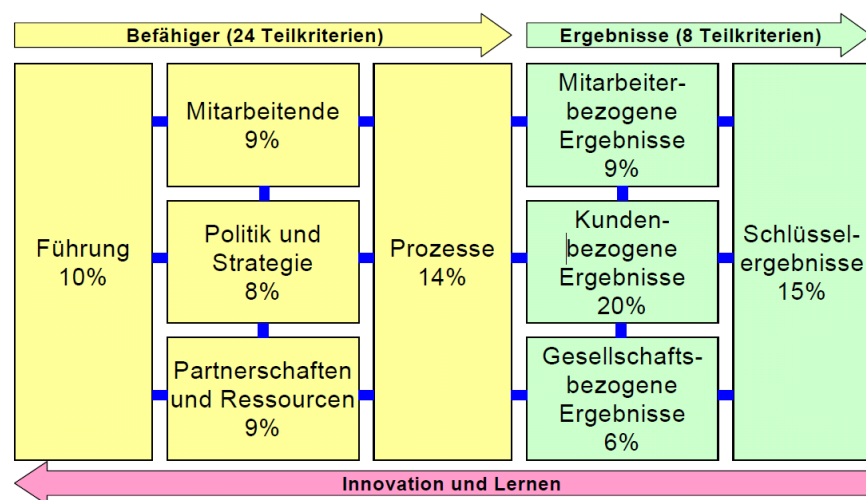 Befähiger (24 Teilkriterien)
Ergebnisse (8 Teilkriterien)
Führung
10%
Mitarbeitende
9%
Politik und
Strategie
8%
Partnerschaften
und Ressourcen
9%
Prozesse
14%
Mitarbeiter-
bezogene
Ergebnisse
9%
Kunden-
bezogene
Ergebnisse
20%
Gesellschafts-
bezogene
Ergebnisse
6%
Schlüssel-
ergebnisse
15%
Innovation und Lernen